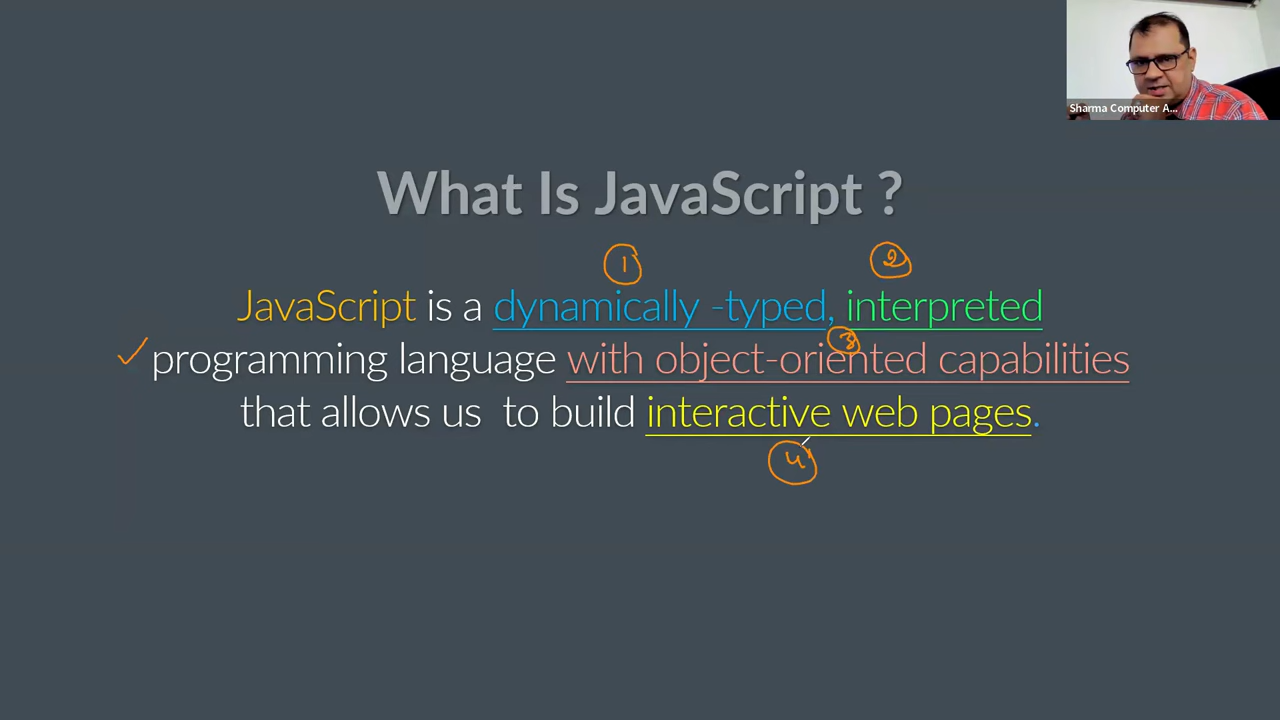 Sharma Computer A...
What Is JavaScript ?
1
2
JavaScript is a dynamically -typed, interpreted
3
programming language with object-oriented capabilities
that allows us  to build interactive web pages.
4